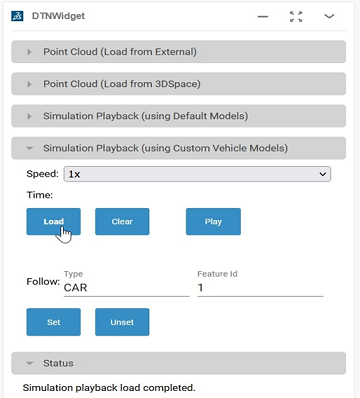 DTNWidget
Point Cloud (Load from External)
Point Cloud (Load from 3DSpace)
Simulation Playback (using Default Models)
Simulation Playback (using Custom Vehicle Models)
Speed: 1x
Time:
Load Clear Play
Type Feature Id
Follow: CAR 1
Set Unset
Status
Simulation playback load completed.